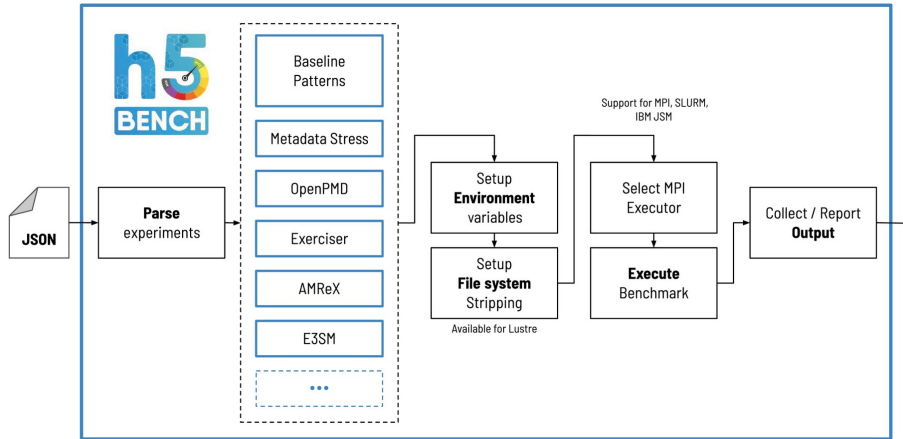 h5
BENCH
JSON
Parse
experiments
Baseline
Patterns
Metadata Stress
OpenPMD
Exerciser
AMReX
E3SM
...
Setup
Environment
variables
Setup
File system
Stripping
Available for Lustre
Support for MPI, SLURM,
IBM JSM
Select MPI
Executor
Execute
Benchmark
Collect / Report
Output